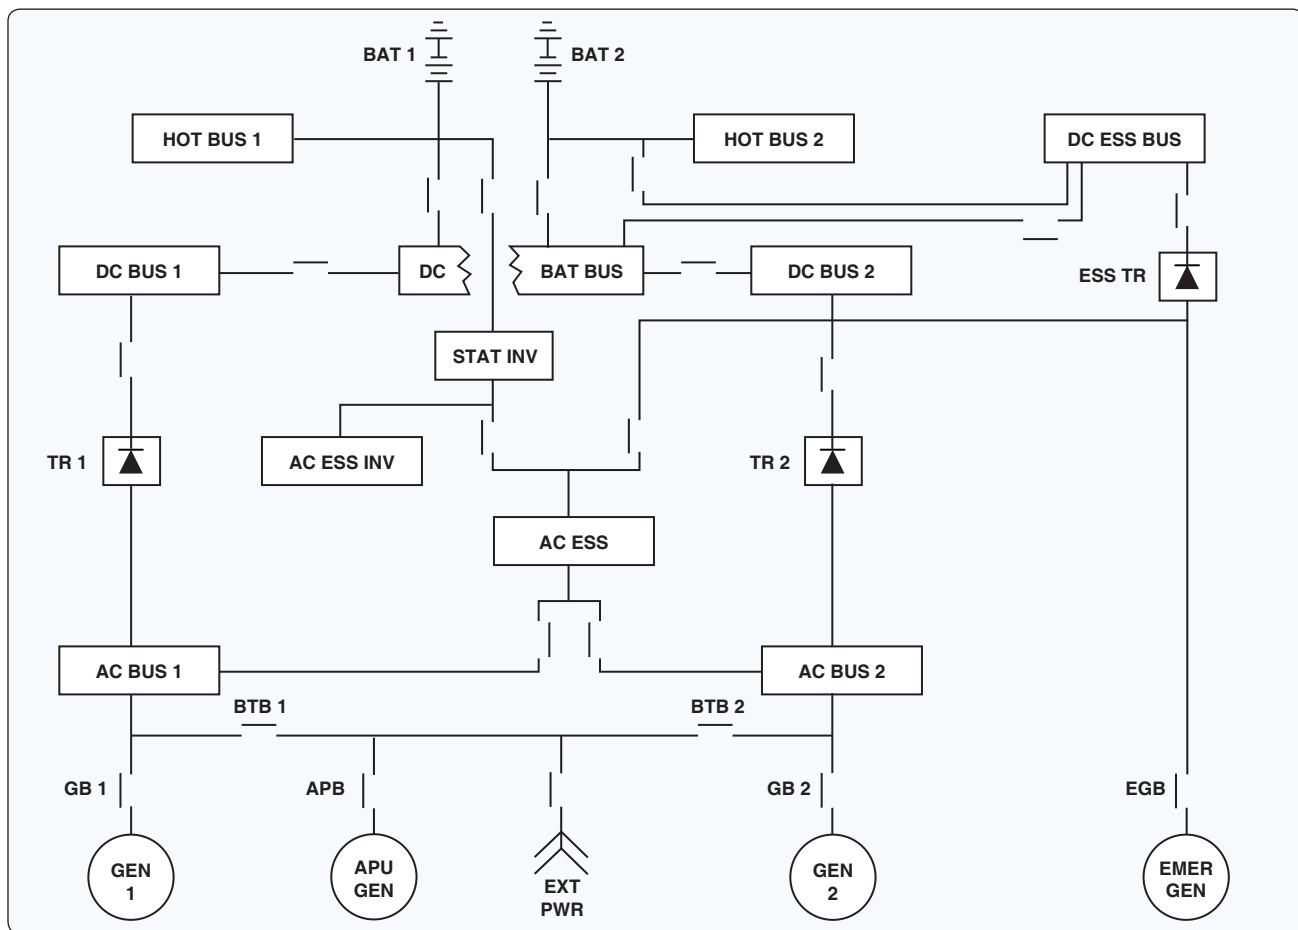 BAT 1
BAT 2
HOT BUS 1
HOT BUS 2
DC ESS BUS
DC BUS 1
DC
BAT BUS
DC BUS 2
ESS TR
STAT INV
TR 1
AC ESS INV
TR 2
AC ESS
AC BUS 1
AC BUS 2
BTB 1
BTB 2
GB 1
APB
GB 2
EGB
GEN
1
APU
GEN
EXT
PWR
GEN
2
EMER
GEN